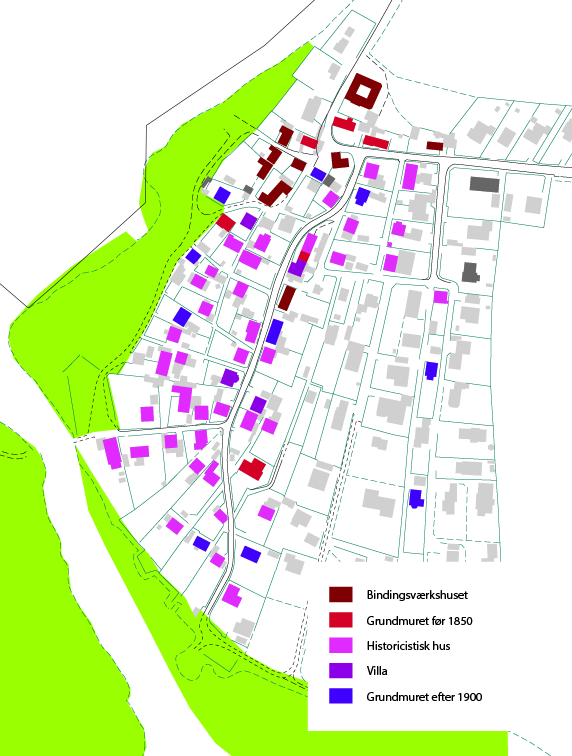 Bindingsværkshuset
Grundmuret før 1850
Historicistisk hus
Villa
Grundmuret efter 1900